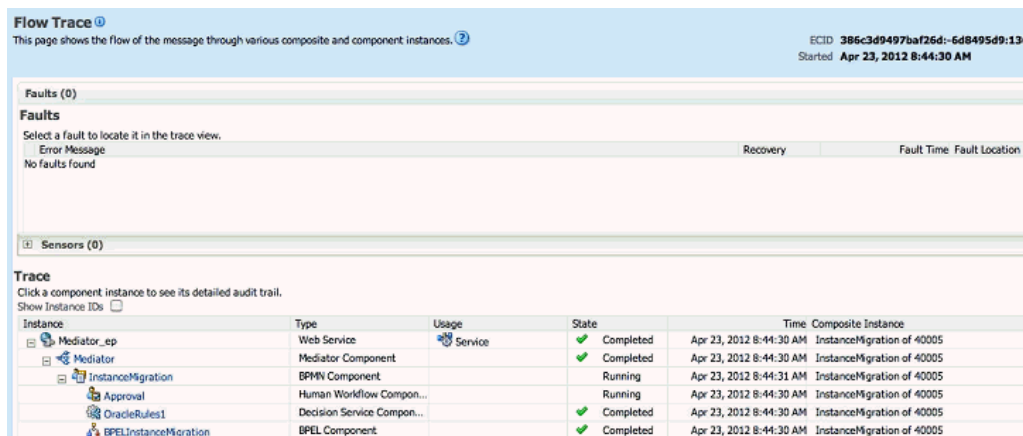 Flow Trace
This page shows the flow of the message through various composite and component instances.
ECID 386c3d9497baf26d:-6d8495d9:13
Started Apr 23, 2012 8:44:30 AM
Faults (0)
Faults
Select a fault to locate it in the trace view.
Error Message Recovery Fault Time Fault Location
No faults found
Sensors (0)
Trace
Click a component instance to see its detailed audit trail.
Show Instance IDs
Instance Type Usage State Time Composite Instance
Mediator_ep Web Service Service Completed Apr 23, 2012 8:44:30 AM InstanceMigration of 40005
Mediator Mediator Component Completed Apr 23, 2012 8:44:30 AM InstanceMigration of 40005
InstanceMigration BPMN Component Running Apr 23, 2012 8:44:31 AM InstanceMigration of 40005
Approval Human Workflow Compon... Running Apr 23, 2012 8:44:30 AM InstanceMigration of 40005
OracleRules1 Decision Service Compon... Completed Apr 23, 2012 8:44:30 AM InstanceMigration of 40005
BPELInstanceMigration BPEL Component Completed Apr 23, 2012 8:44:30 AM InstanceMigration of 40005